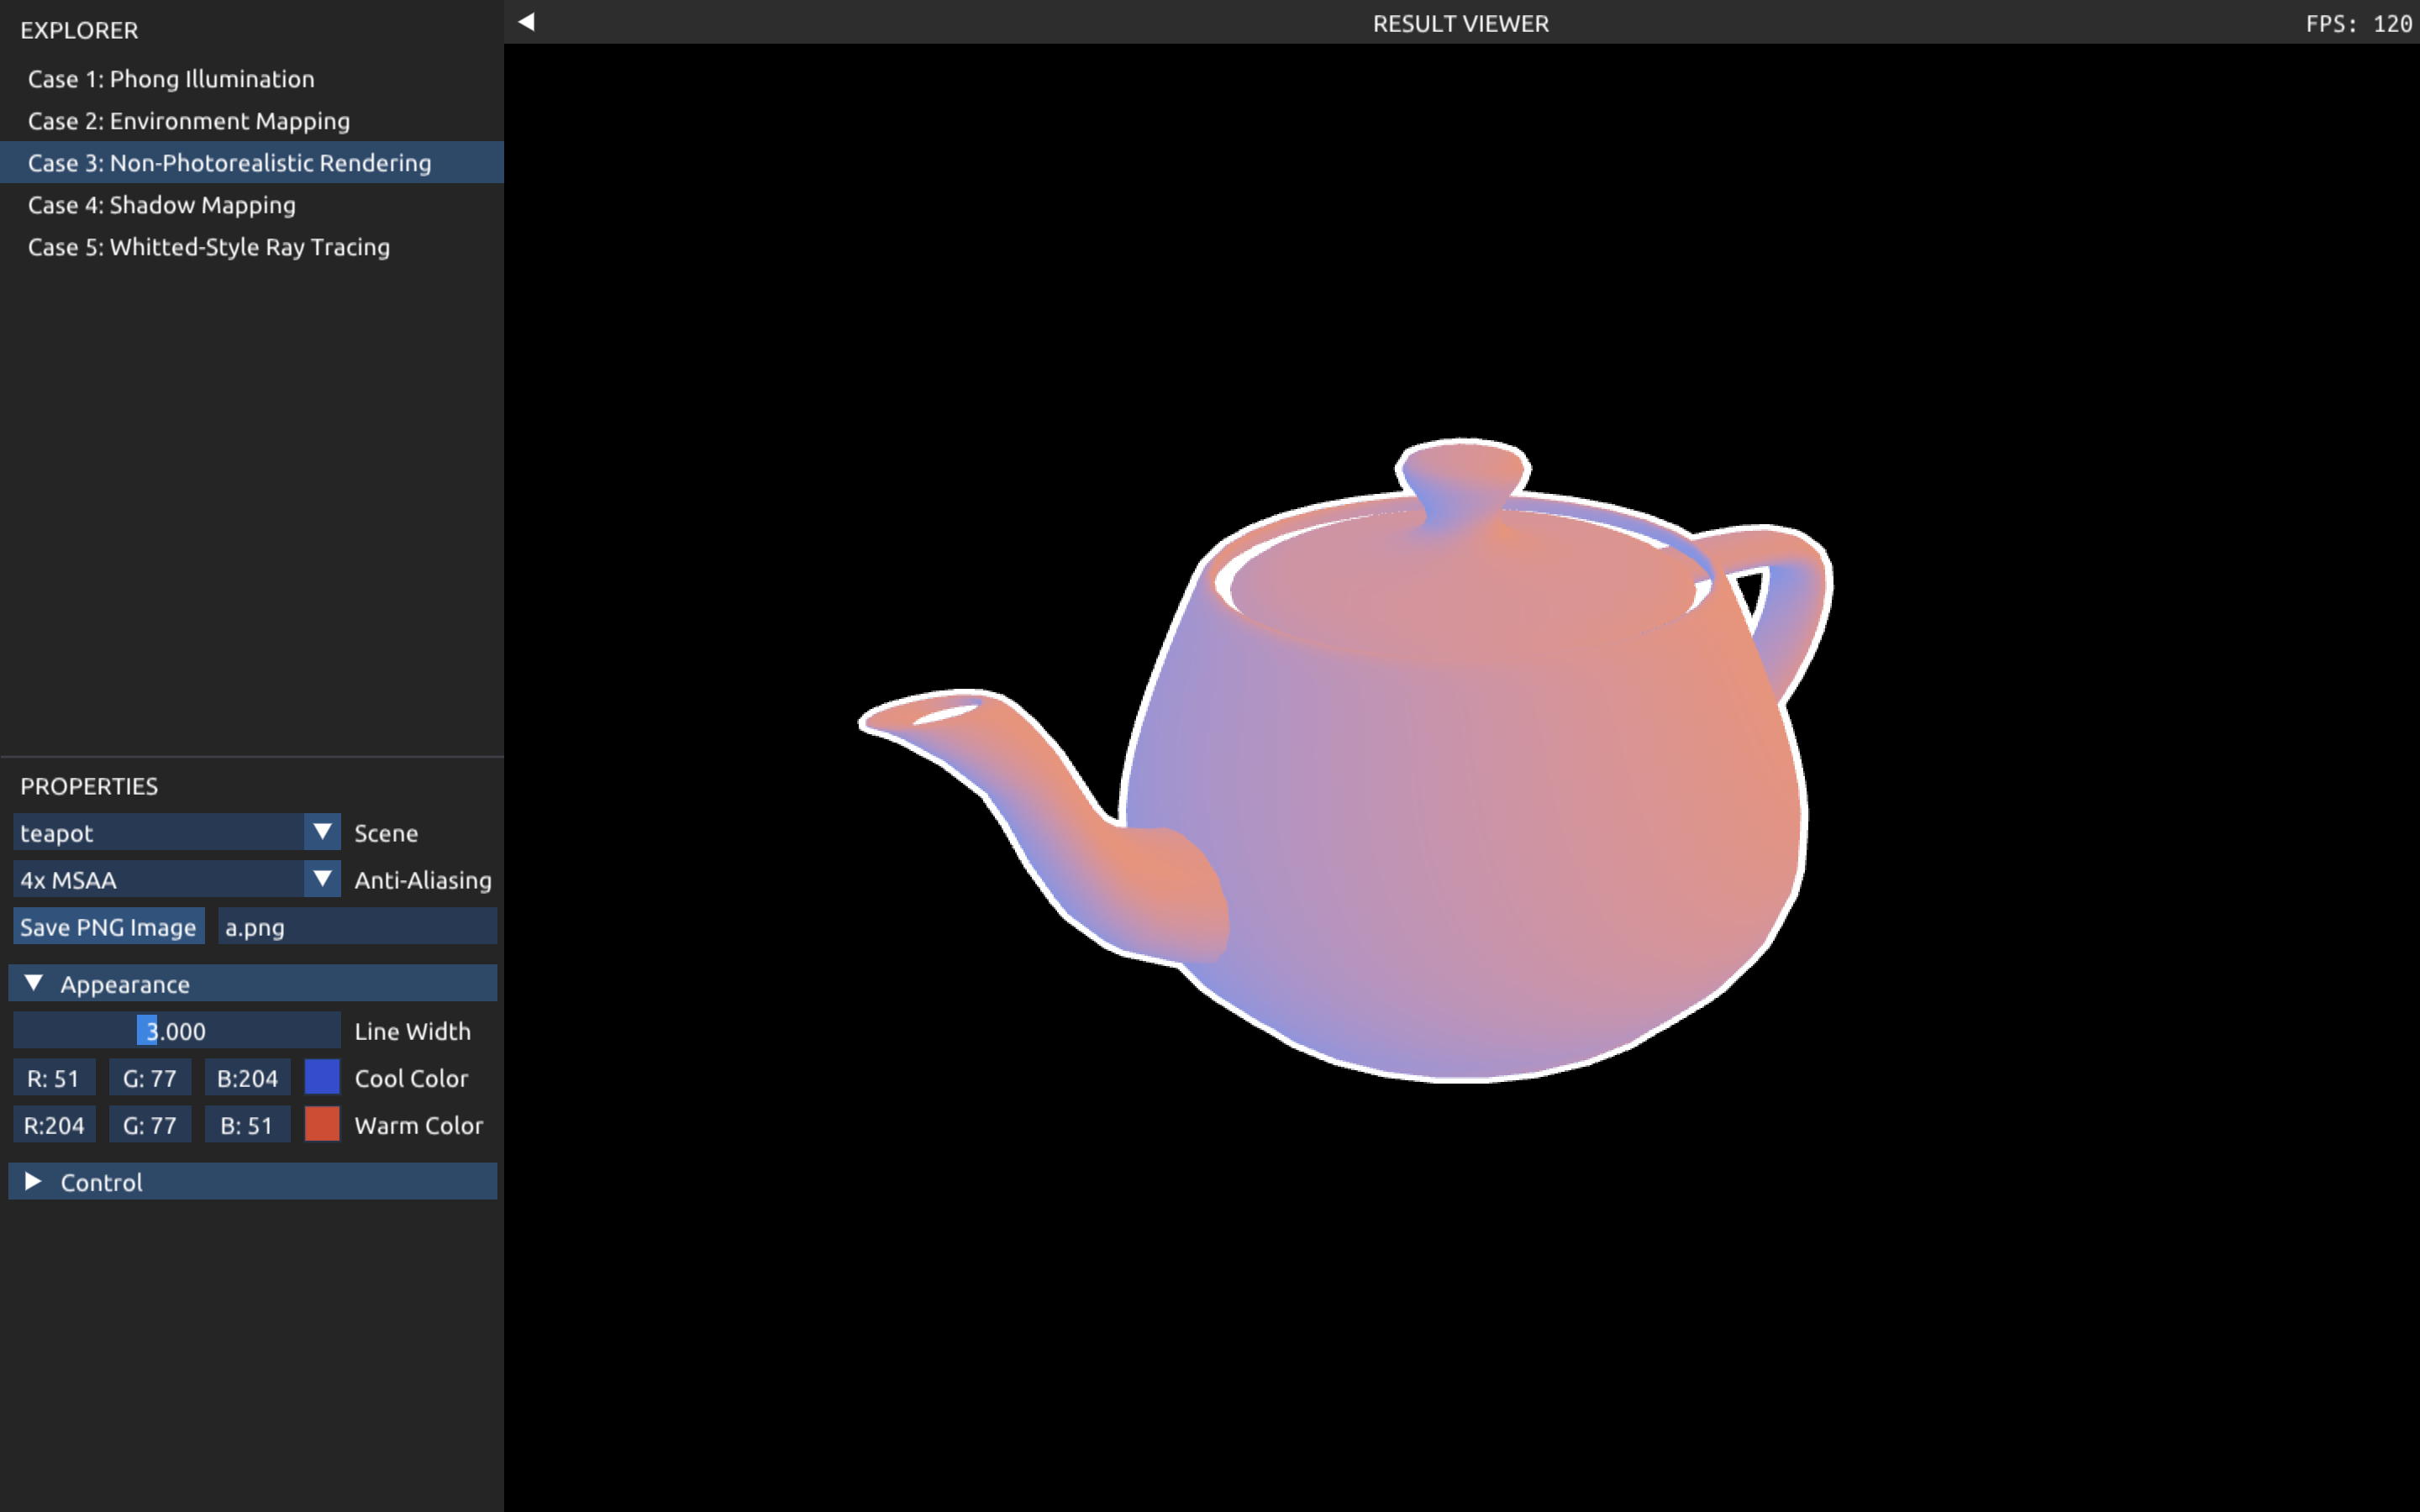 EXPLORER
Case 1: Phong Illumination
Case 2: Environment Mapping
Case 3: Non-Photorealistic Rendering
Case 4: Shadow Mapping
Case 5: Whitted-Style Ray Tracing
PROPERTIES
teapot Scene
4x MSAA Anti-Aliasing
Save PNG Image a.png
Appearance
3.000 Line Width
R: 51 G: 77 B:204 Cool Color
R:204 G: 77 B: 51 Warm Color
Control
RESULT VIEWER
FPS: 120